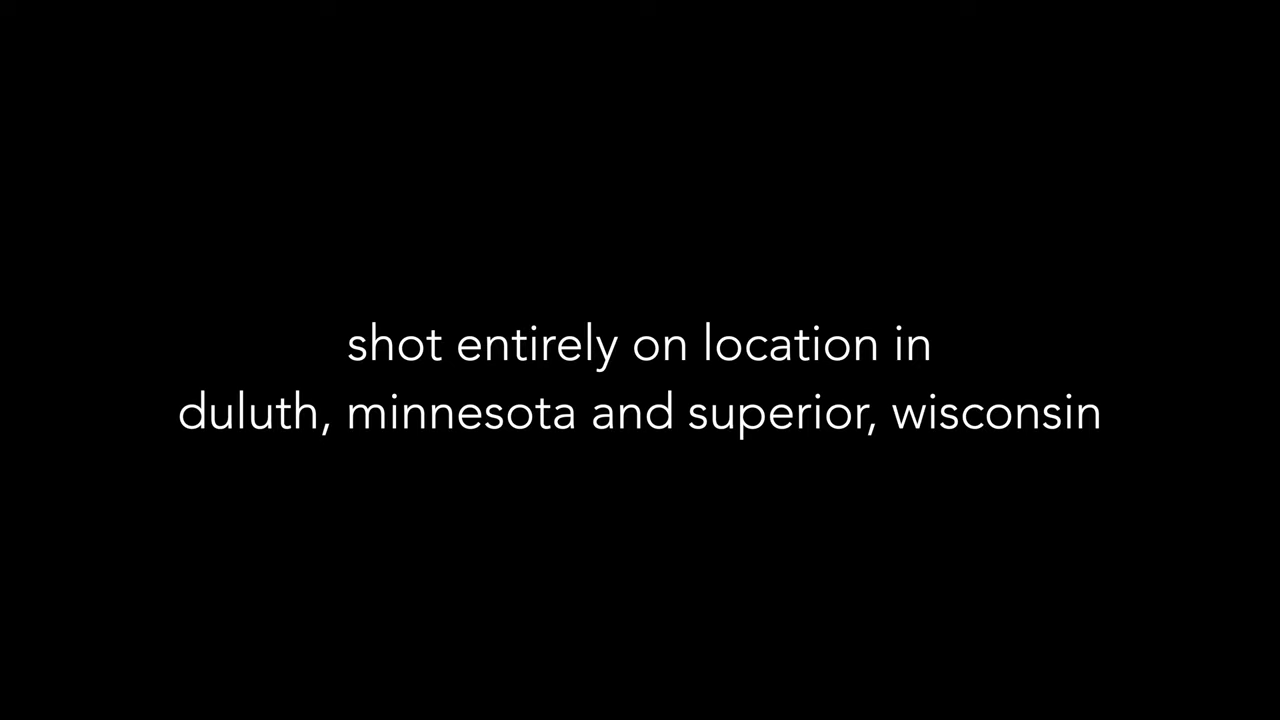 shot entirely on location in
duluth, minnesota and superior, wisconsin